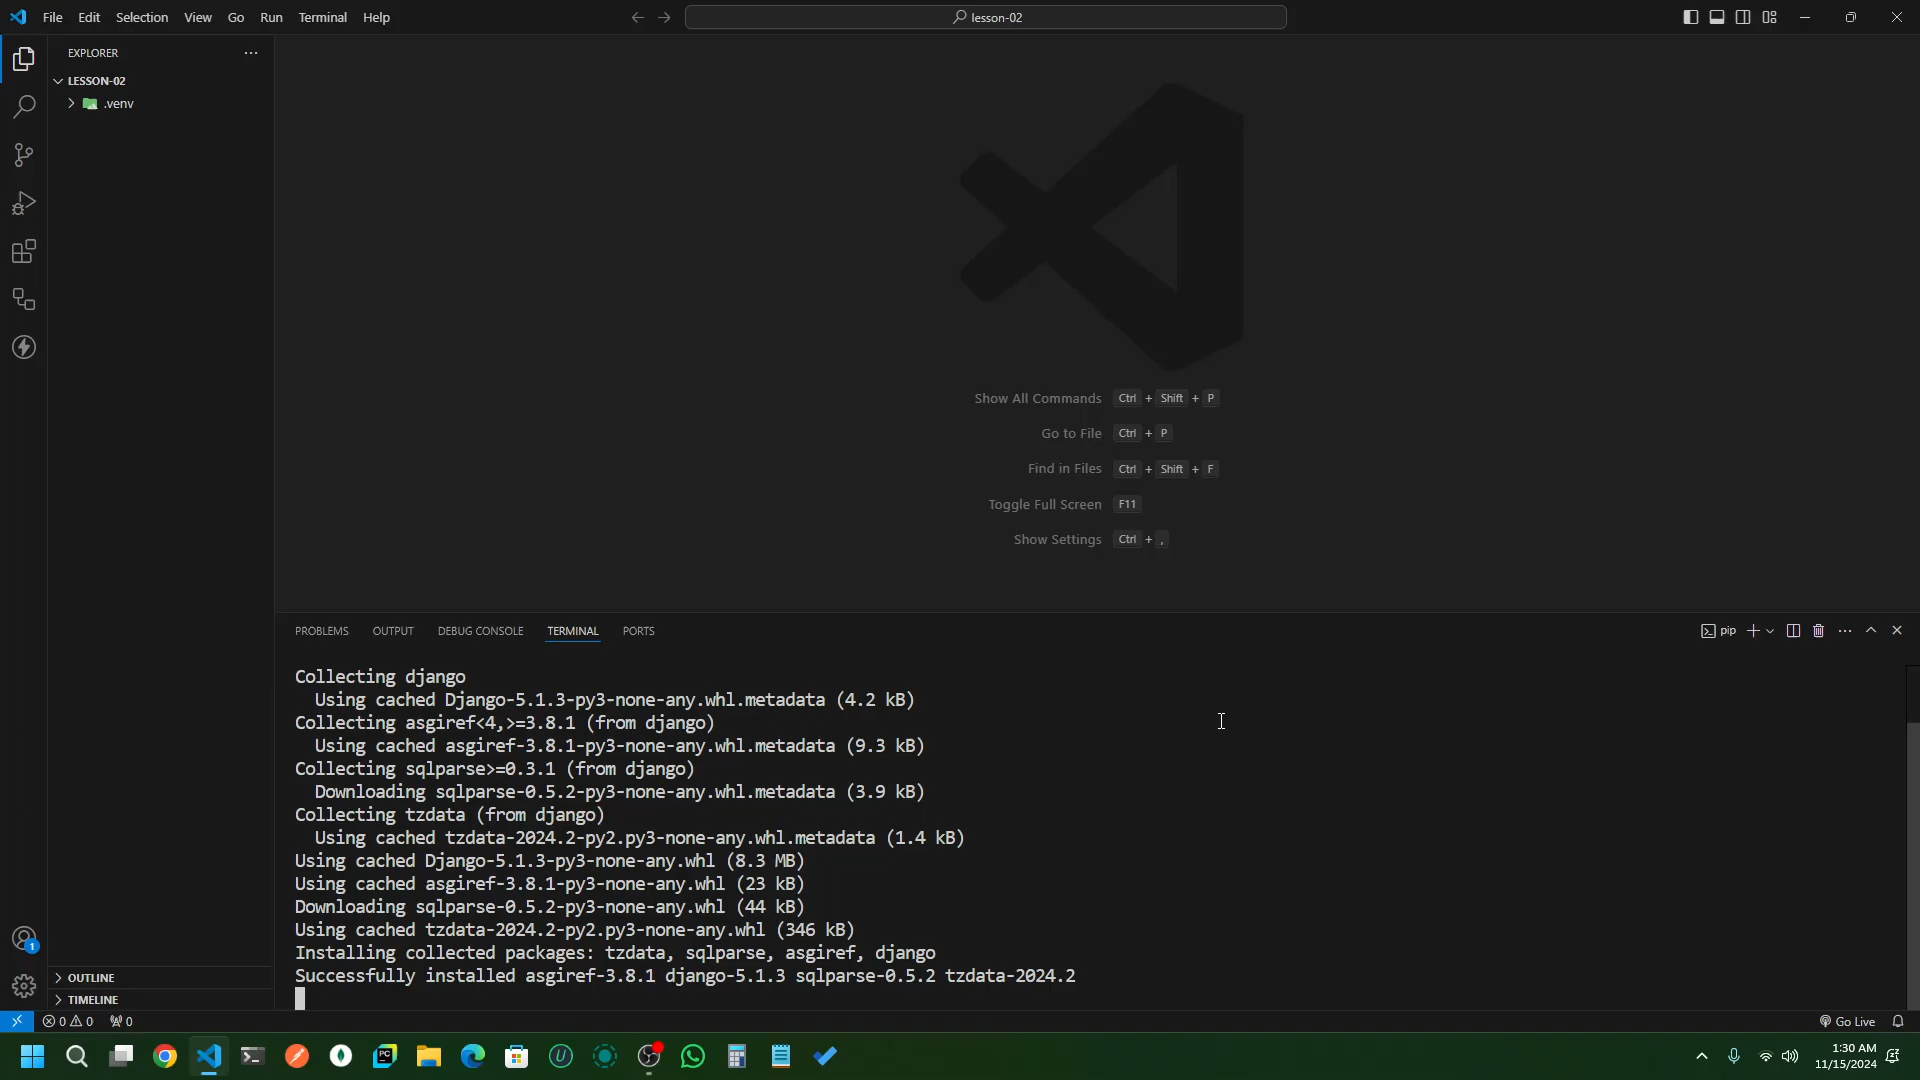 File Edit Selection View Go Run Terminal Help
lesson-02
EXPLORER
LESSON-02
.venv
Show All Commands Ctrl + Shift + P
Go to File Ctrl + P
Find in Files Ctrl + Shift + F
Toggle Full Screen F11
Show Settings Ctrl + ,
PROBLEMS OUTPUT DEBUG CONSOLE TERMINAL PORTS
pip
Collecting django
Using cached Django-5.1.3-py3-none-any.whl.metadata (4.2 kB)
Collecting asgiref<4,>=3.8.1 (from django)
Using cached asgiref-3.8.1-py3-none-any.whl.metadata (9.3 kB)
Collecting sqlparse>=0.3.1 (from django)
Downloading sqlparse-0.5.2-py3-none-any.whl.metadata (3.9 kB)
Collecting tzdata (from django)
Using cached tzdata-2024.2-py2.py3-none-any.whl.metadata (1.4 kB)
Using cached Django-5.1.3-py3-none-any.whl (8.3 MB)
Using cached asgiref-3.8.1-py3-none-any.whl (23 kB)
Downloading sqlparse-0.5.2-py3-none-any.whl (44 kB)
Using cached tzdata-2024.2-py2.py3-none-any.whl (346 kB)
Installing collected packages: tzdata, sqlparse, asgiref, django
Successfully installed asgiref-3.8.1 django-5.1.3 sqlparse-0.5.2 tzdata-2024.2
1
OUTLINE
TIMELINE
0 0 0
Go Live
PC
U
1:30 AM
11/15/2024